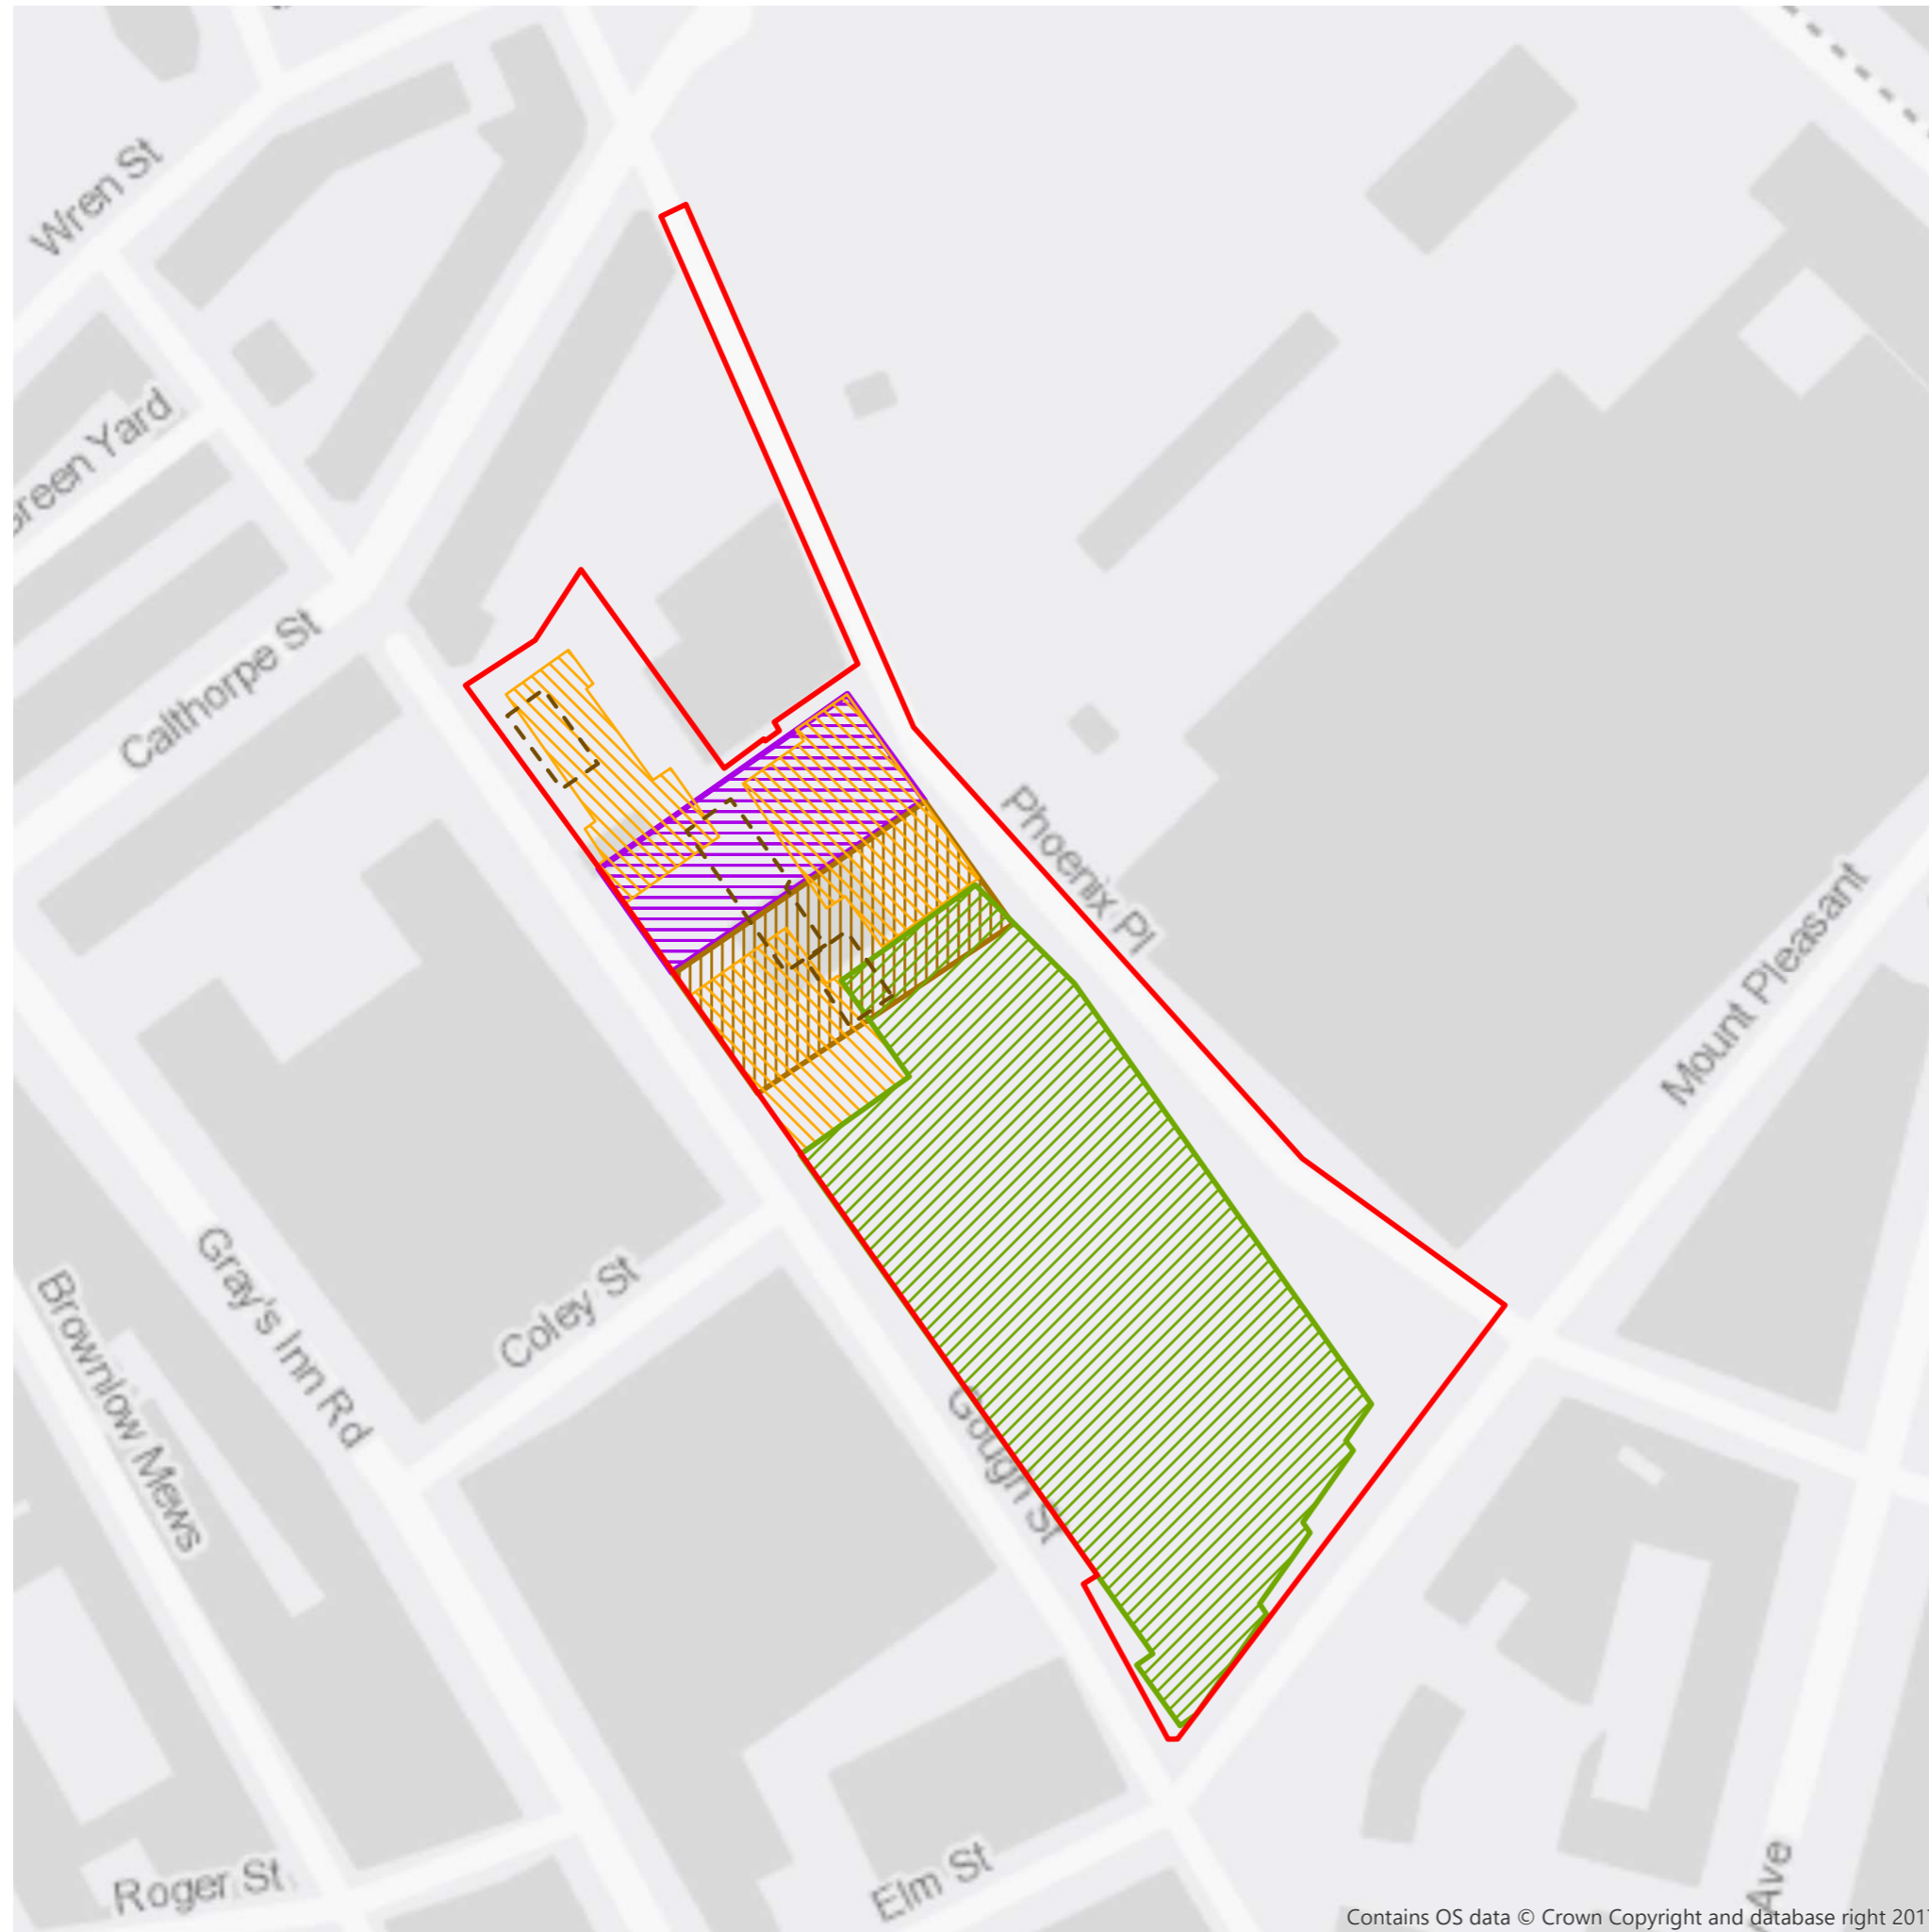 Wren St
Green Yard
Calthorpe St
Phoenix Pl
Mount Pleasant
Gray's Inn Rd
Coley St
Brownlow Mews
Gough St
Roger St
Elm St
Ave
Contains OS data © Crown Copyright and database right 201